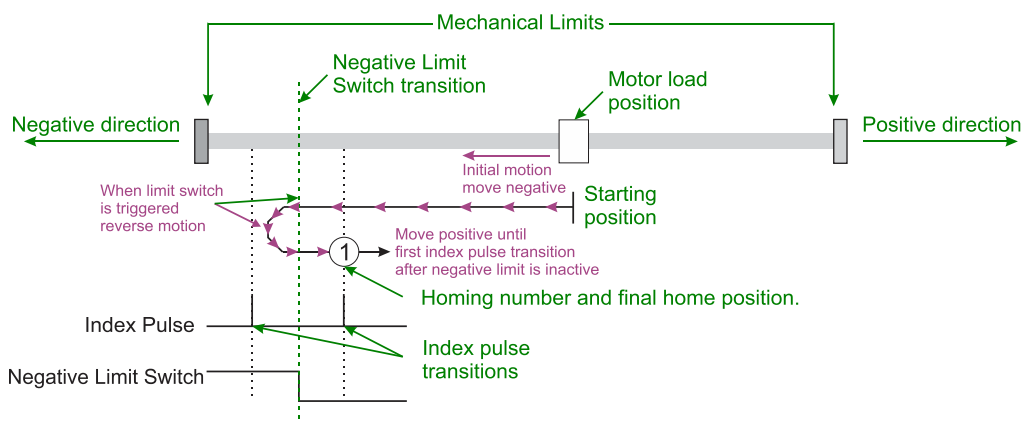 Mechanical Limits
Negative Limit
Switch transition
Motor load
position
Negative direction
Positive direction
Initial motion
move negative
When limit switch
is triggered
reverse motion
Starting
position
1
Move positive until
first index pulse transition
after negative limit is inactive
Homing number and final home position.
Index Pulse
Index pulse
transitions
Negative Limit Switch